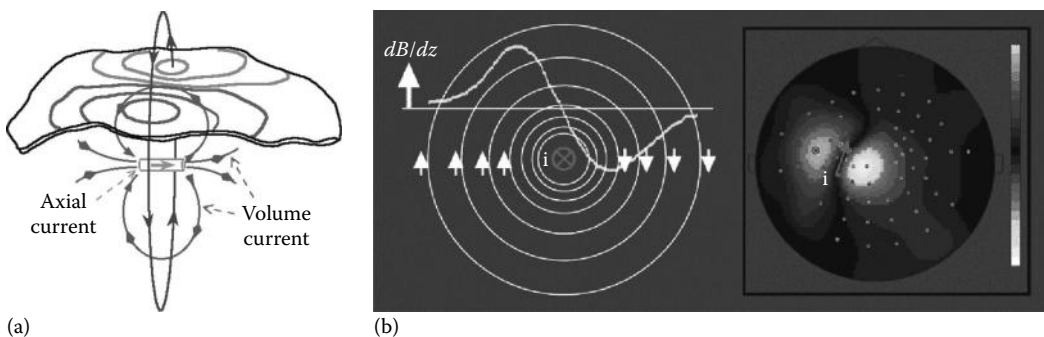 Axial
current
Volume
current
(a)
dB/dz
i
i
(b)